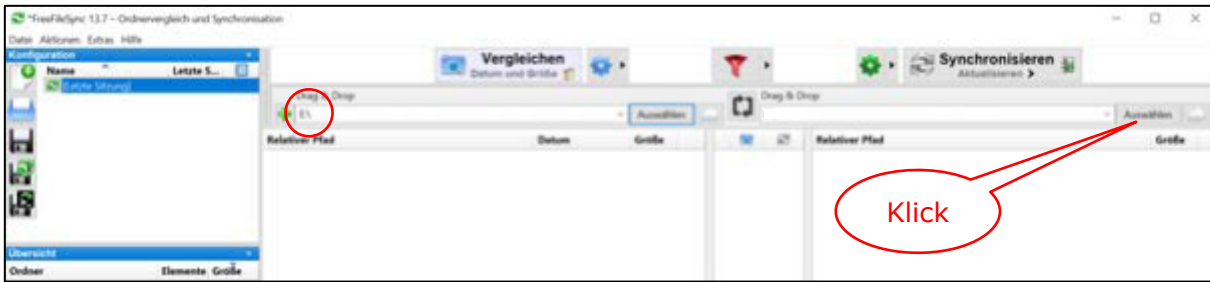 *FreeFileSync 13.7 - Ordnervergleich und Synchronisation
Datei Aktionen Extras Hilfe
Konfiguration
Name Letzte S...
[Letzte Sitzung]
Vergleichen
Datum und Größe
Synchronisieren
Aktualisieren >
Drag & Drop
E:\
Auswählen
Drag & Drop
Auswählen
Relativer Pfad Datum Größe
Relativer Pfad Größe
Klick
Übersicht
Ordner Elemente Größe